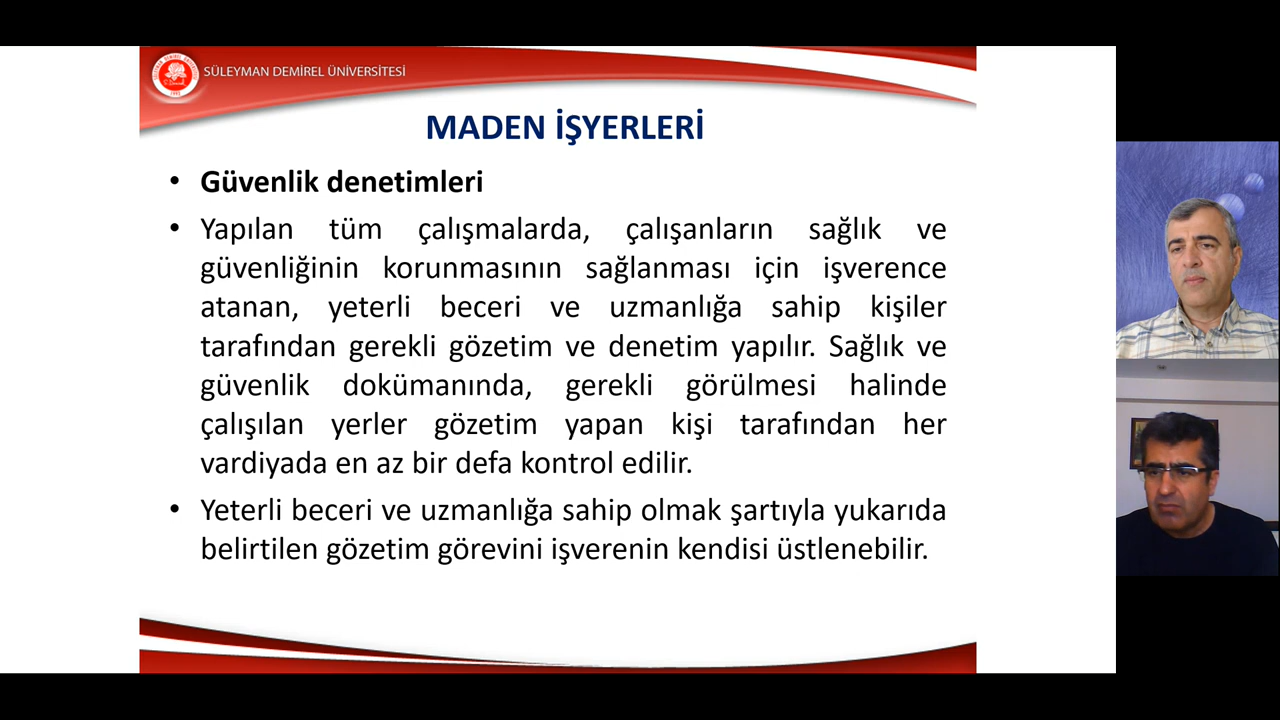 SÜLEYMAN DEMİREL ÜNİVERSİTESİ
MADEN İŞYERLERİ
• Güvenlik denetimleri
• Yapılan tüm çalışmalarda, çalışanların sağlık ve
güvenliğinin korunmasının sağlanması için işverence
atanan, yeterli beceri ve uzmanlığa sahip kişiler
tarafından gerekli gözetim ve denetim yapılır. Sağlık ve
güvenlik dokümanında, gerekli görülmesi halinde
çalışılan yerler gözetim yapan kişi tarafından her
vardiyada en az bir defa kontrol edilir.
• Yeterli beceri ve uzmanlığa sahip olmak şartıyla yukarıda
belirtilen gözetim görevini işverenin kendisi üstlenebilir.